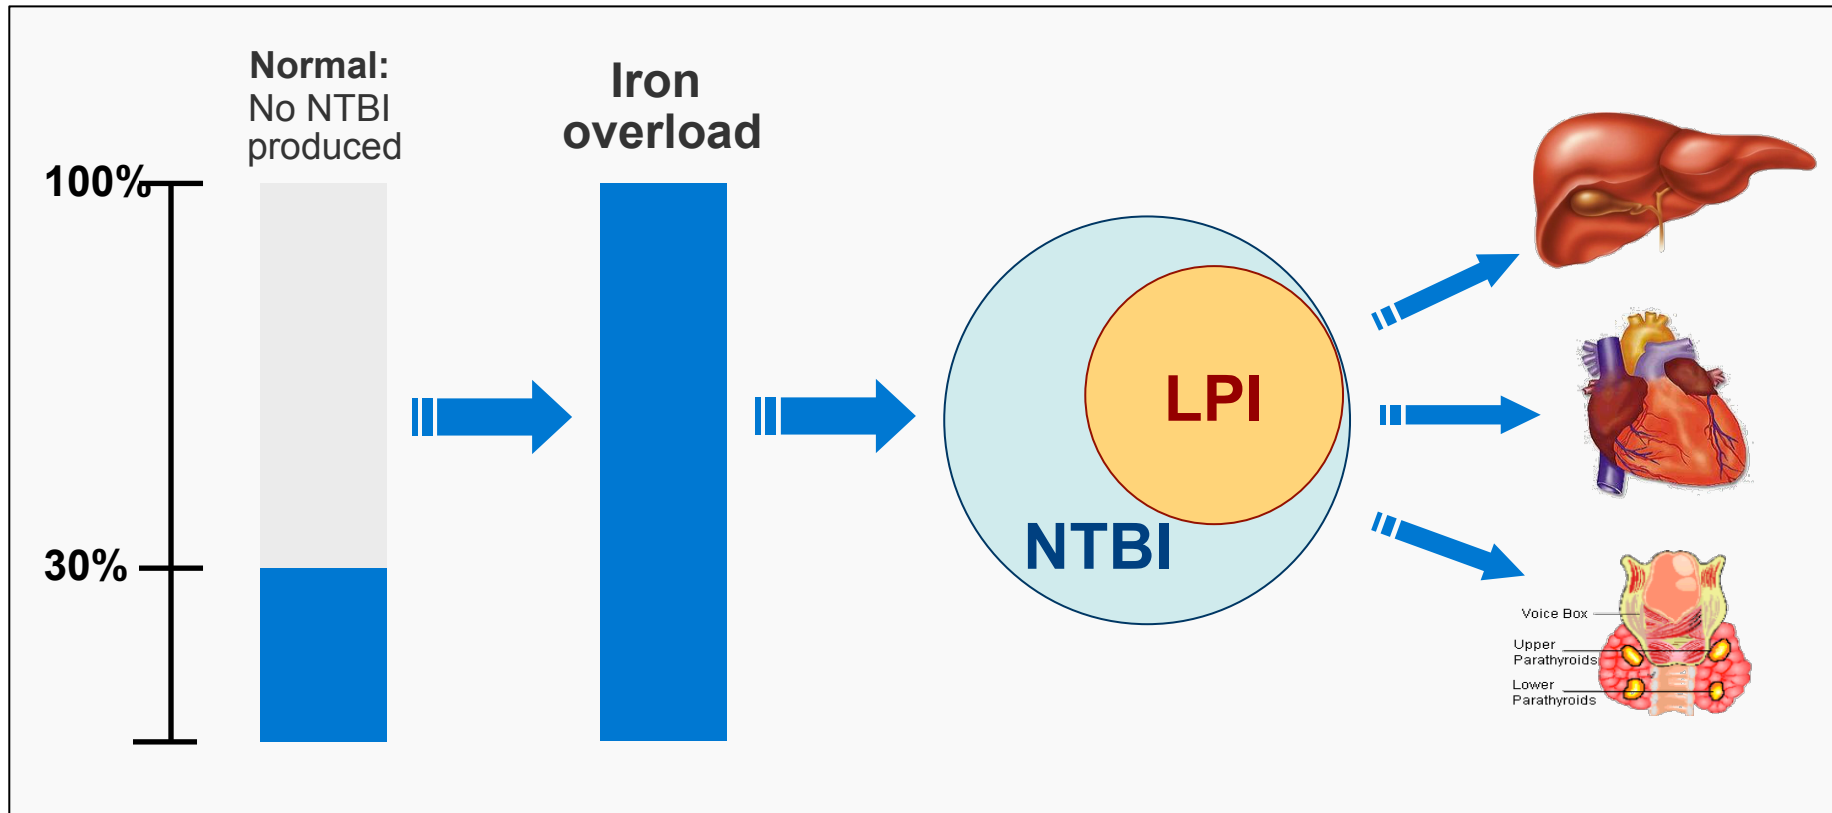 Normal:
No NTBI
produced
Iron
overload
100%
30%
LPI
NTBI
Voice Box
Upper
Parathyroids
Lower
Parathyroids